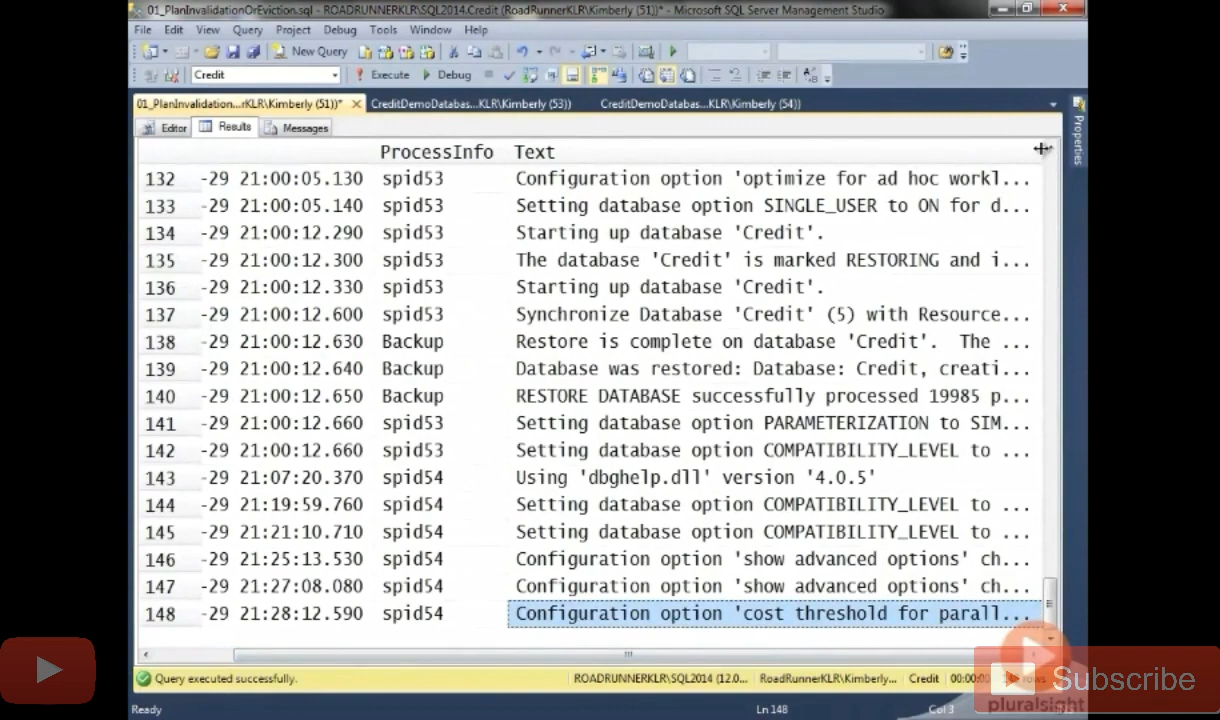 01_PlanInvalidationOrEviction.sql - ROADRUNNERKLR\SQL2014.Credit (RoadRunnerKLR\Kimberly (51))* - Microsoft SQL Server Management Studio
File Edit View Query Project Debug Tools Window Help
New Query
Credit Execute Debug
01_PlanInvalidation...rKLR\Kimberly (51))* CreditDemoDatabas...KLR\Kimberly (53)) CreditDemoDatabas...KLR\Kimberly (54))
Properties
Editor Results Messages
ProcessInfo Text
132 -29 21:00:05.130 spid53 Configuration option 'optimize for ad hoc workl...
133 -29 21:00:05.140 spid53 Setting database option SINGLE_USER to ON for d...
134 -29 21:00:12.290 spid53 Starting up database 'Credit'.
135 -29 21:00:12.300 spid53 The database 'Credit' is marked RESTORING and i...
136 -29 21:00:12.330 spid53 Starting up database 'Credit'.
137 -29 21:00:12.600 spid53 Synchronize Database 'Credit' (5) with Resource...
138 -29 21:00:12.630 Backup Restore is complete on database 'Credit'. The ...
139 -29 21:00:12.640 Backup Database was restored: Database: Credit, creati...
140 -29 21:00:12.650 Backup RESTORE DATABASE successfully processed 19985 p...
141 -29 21:00:12.660 spid53 Setting database option PARAMETERIZATION to SIM...
142 -29 21:00:12.660 spid53 Setting database option COMPATIBILITY_LEVEL to ...
143 -29 21:07:20.370 spid54 Using 'dbghelp.dll' version '4.0.5'
144 -29 21:19:59.760 spid54 Setting database option COMPATIBILITY_LEVEL to ...
145 -29 21:21:10.710 spid54 Setting database option COMPATIBILITY_LEVEL to ...
146 -29 21:25:13.530 spid54 Configuration option 'show advanced options' ch...
147 -29 21:27:08.080 spid54 Configuration option 'show advanced options' ch...
148 -29 21:28:12.590 spid54 Configuration option 'cost threshold for parall...
Query executed successfully. ROADRUNNERKLR\SQL2014 (12.0... RoadRunnerKLR\Kimberly... Credit 00:00:00 rows
Subscribe
pluralsight
Ready Ln 148 Col 3